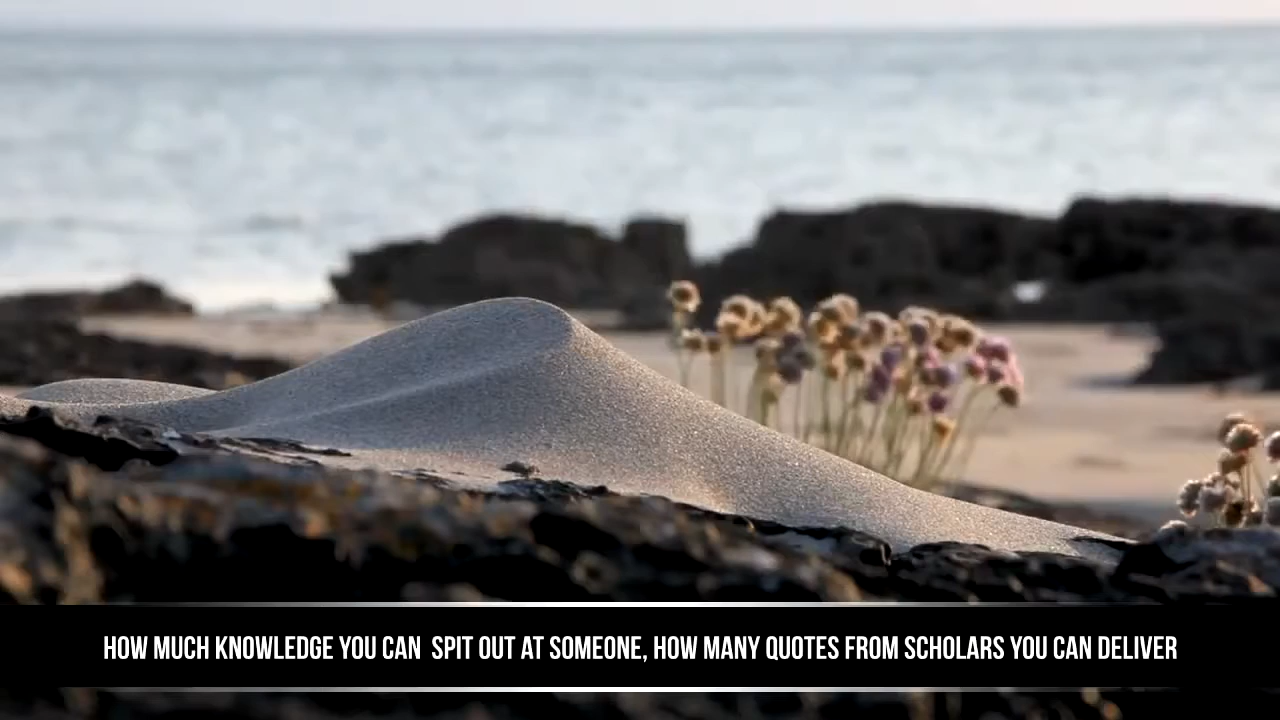 HOW MUCH KNOWLEDGE YOU CAN  SPIT OUT AT SOMEONE, HOW MANY QUOTES FROM SCHOLARS YOU CAN DELIVER